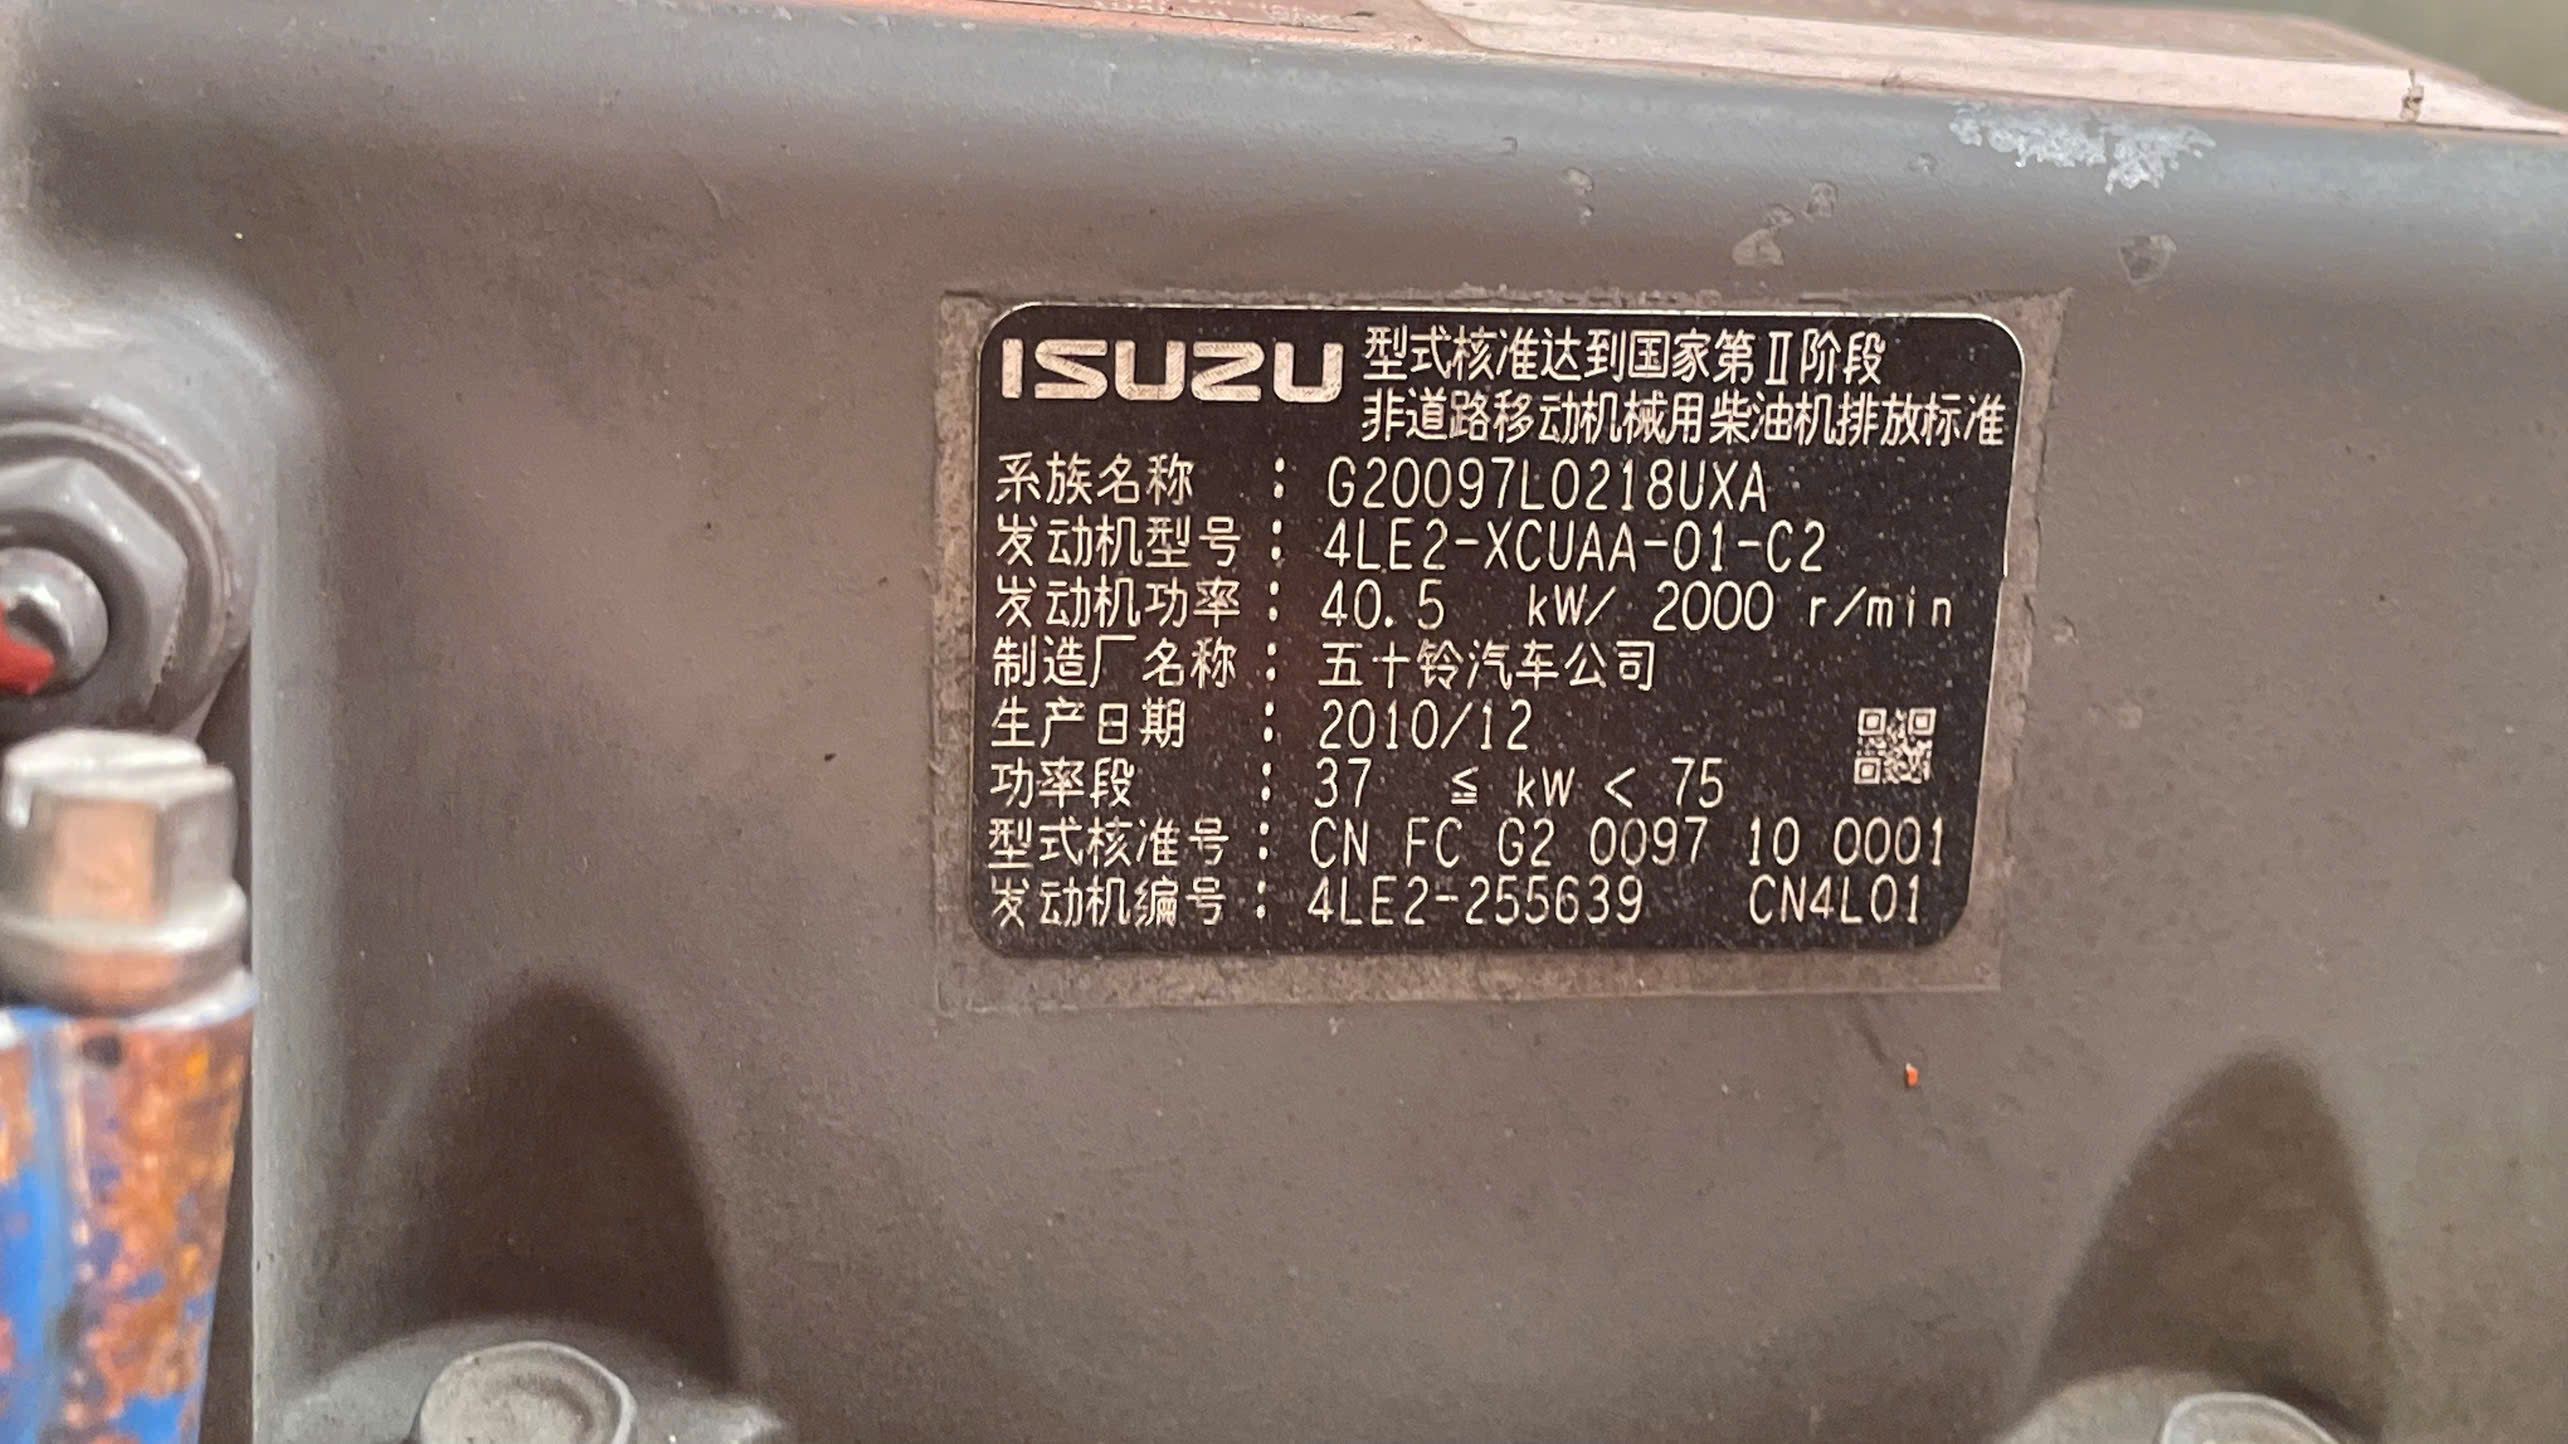 ISUZU 型式核准达到国家第Ⅱ阶段
非道路移动机械用柴油机排放标准
系族名称 : G20097L0218UXA
发动机型号 : 4LE2-XCUAA-01-C2
发动机功率 : 40.5 kW/ 2000 r/min
制造厂名称 : 五十铃汽车公司
生产日期 : 2010/12
功率段 : 37 ≦ kW < 75
型式核准号 : CN FC G2 0097 10 0001
发动机编号 : 4LE2-255639 CN4L01